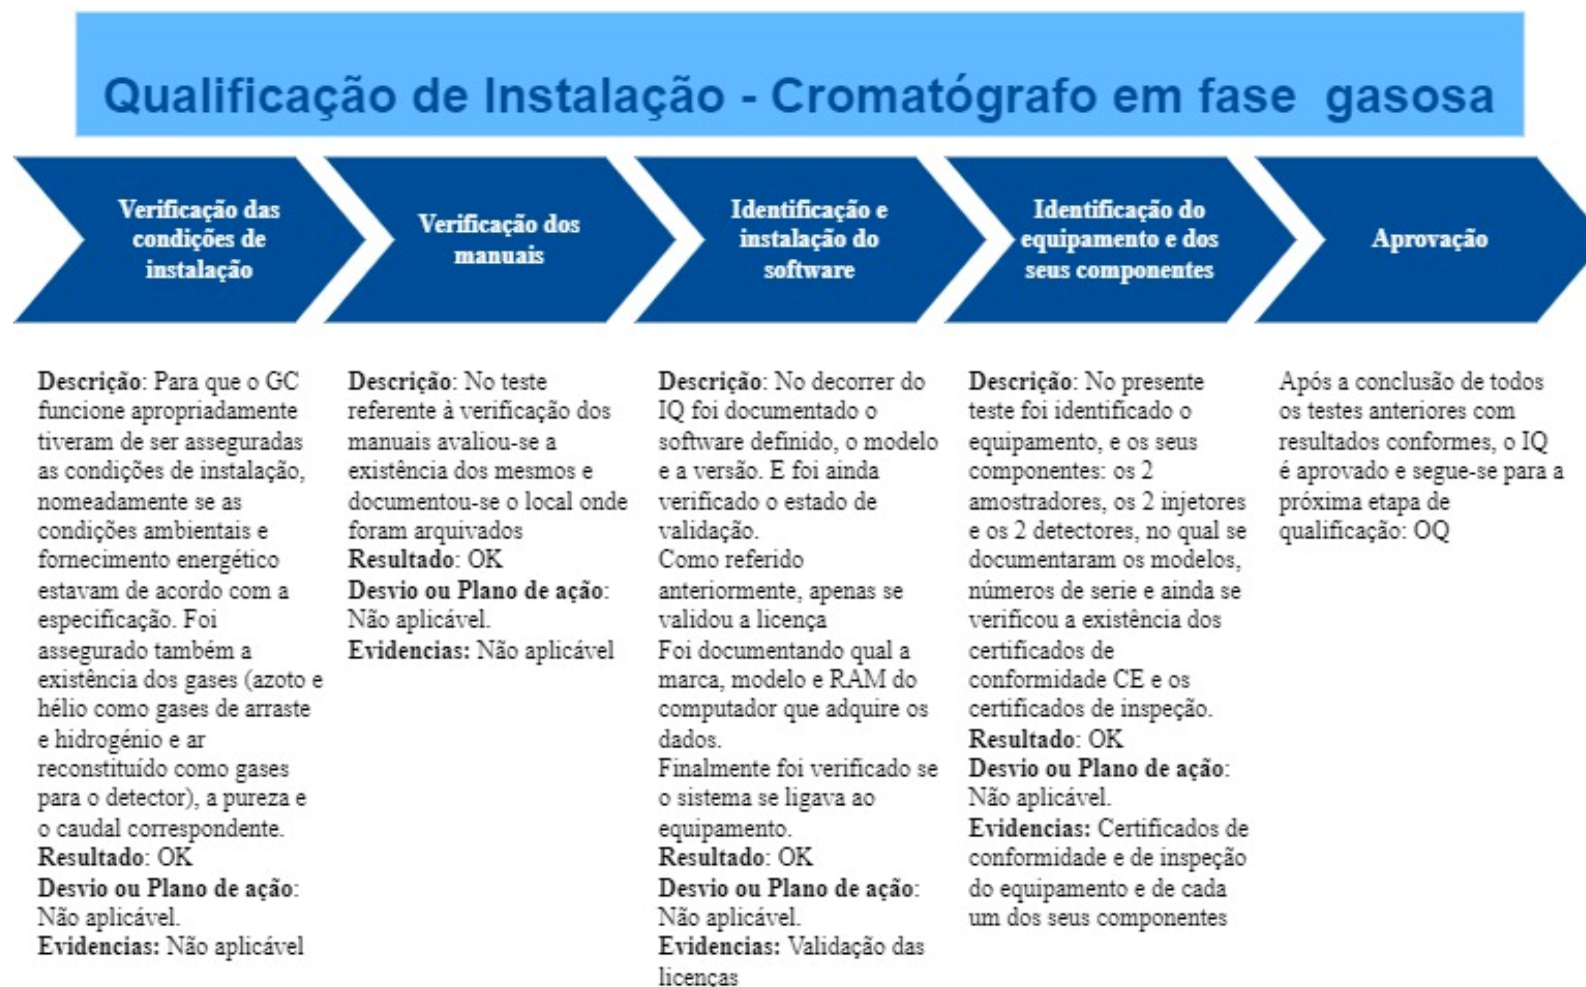 Qualificação de Instalação - Cromatógrafo em fase gasosa
Verificação das
condições de
instalação
Verificação dos
manuais
Identificação e
instalação do
software
Identificação do
equipamento e dos
seus componentes
Aprovação
Descrição: Para que o GC
funcione apropriadamente
tiveram de ser asseguradas
as condições de instalação,
nomeadamente se as
condições ambientais e
fornecimento energético
estavam de acordo com a
especificação. Foi
assegurado também a
existência dos gases (azoto e
hélio como gases de arraste
e hidrogénio e ar
reconstituído como gases
para o detector), a pureza e
o caudal correspondente.
Resultado: OK
Desvio ou Plano de ação:
Não aplicável.
Evidencias: Não aplicável
Descrição: No teste
referente à verificação dos
manuais avaliou-se a
existência dos mesmos e
documentou-se o local onde
foram arquivados
Resultado: OK
Desvio ou Plano de ação:
Não aplicável.
Evidencias: Não aplicável
Descrição: No decorrer do
IQ foi documentado o
software definido, o modelo
e a versão. E foi ainda
verificado o estado de
validação.
Como referido
anteriormente, apenas se
validou a licença
Foi documentando qual a
marca, modelo e RAM do
computador que adquire os
dados.
Finalmente foi verificado se
o sistema se ligava ao
equipamento.
Resultado: OK
Desvio ou Plano de ação:
Não aplicável.
Evidencias: Validação das
licenças
Descrição: No presente
teste foi identificado o
equipamento, e os seus
componentes: os 2
amostradores, os 2 injetores
e os 2 detectores, no qual se
documentaram os modelos,
números de serie e ainda se
verificou a existência dos
certificados de
conformidade CE e os
certificados de inspeção.
Resultado: OK
Desvio ou Plano de ação:
Não aplicável.
Evidencias: Certificados de
conformidade e de inspeção
do equipamento e de cada
um dos seus componentes
Após a conclusão de todos
os testes anteriores com
resultados conformes, o IQ
é aprovado e segue-se para a
próxima etapa de
qualificação: OQ